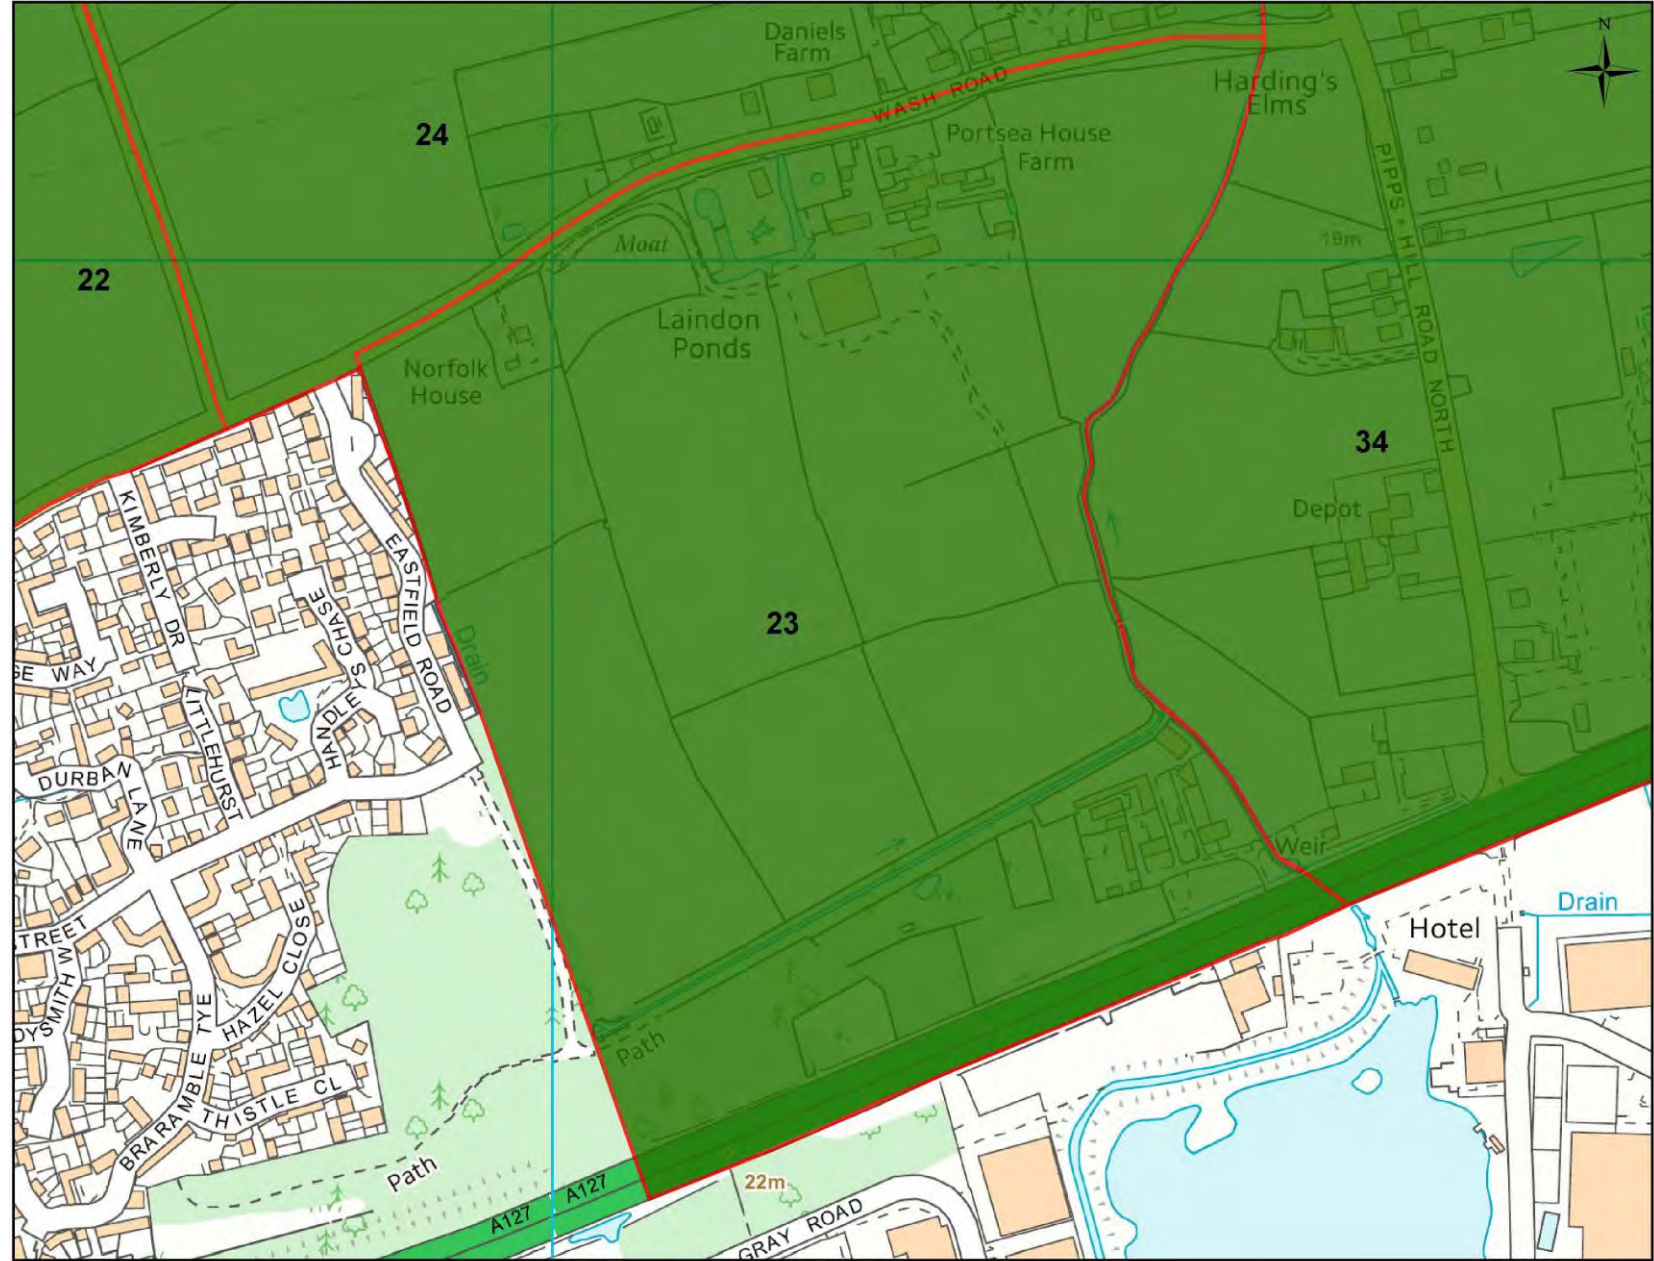 N
Daniels
Farm
WASH ROAD
Harding's
Elms
24
Portsea House
Farm
PIPPS HILL ROAD NORTH
19m
Moat
22
Laindon
Ponds
Norfolk
House
34
Depot
KIMBERLY DR
EASTFIELD ROAD
HANDLEY'S CHASE
23
Drain
GE WAY
LITTLEHURST
DURBAN LANE
Weir
STREET
Drain
Hotel
DYSMITH W
HAZEL CLOSE
BRARAMBLE TYE
THISTLE CL
Path
Path
A127
A127
22m
GRAY ROAD